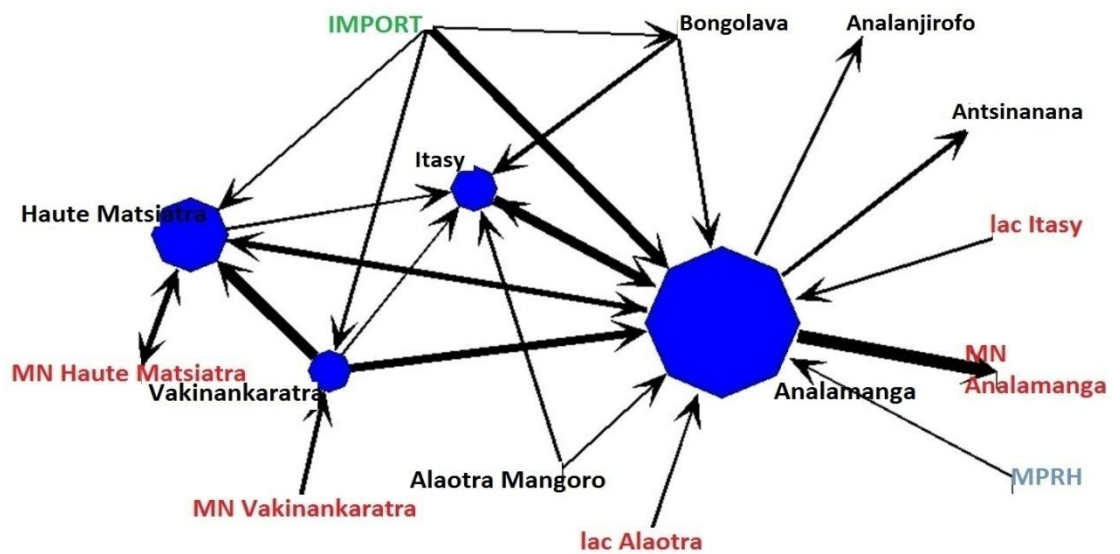 IMPORT
Bongolava
Analanjirofo
Antsinanana
Itasy
Haute Matsiatra
lac Itasy
MN Haute Matsiatra
Vakinankaratra
Analamanga
MN
Analamanga
Alaotra Mangoro
MPRH
MN Vakinankaratra
lac Alaotra